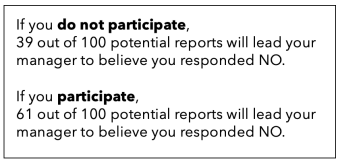 If you do not participate,
39 out of 100 potential reports will lead your
manager to believe you responded NO.
If you participate,
61 out of 100 potential reports will lead your
manager to believe you responded NO.